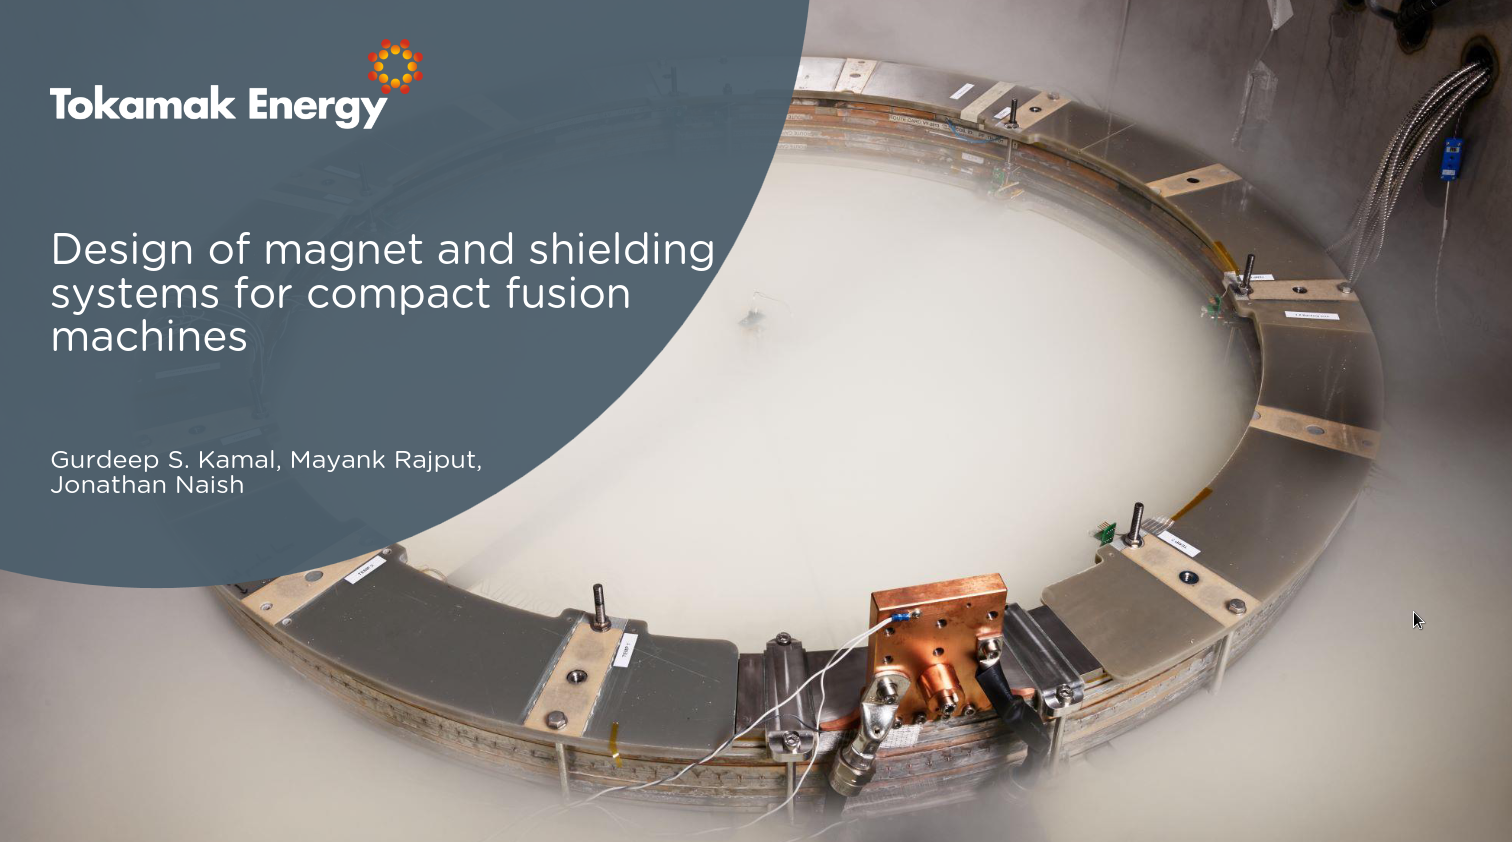 Tokamak Energy
Design of magnet and shielding
systems for compact fusion
machines
Gurdeep S. Kamal, Mayank Rajput,
Jonathan Naish